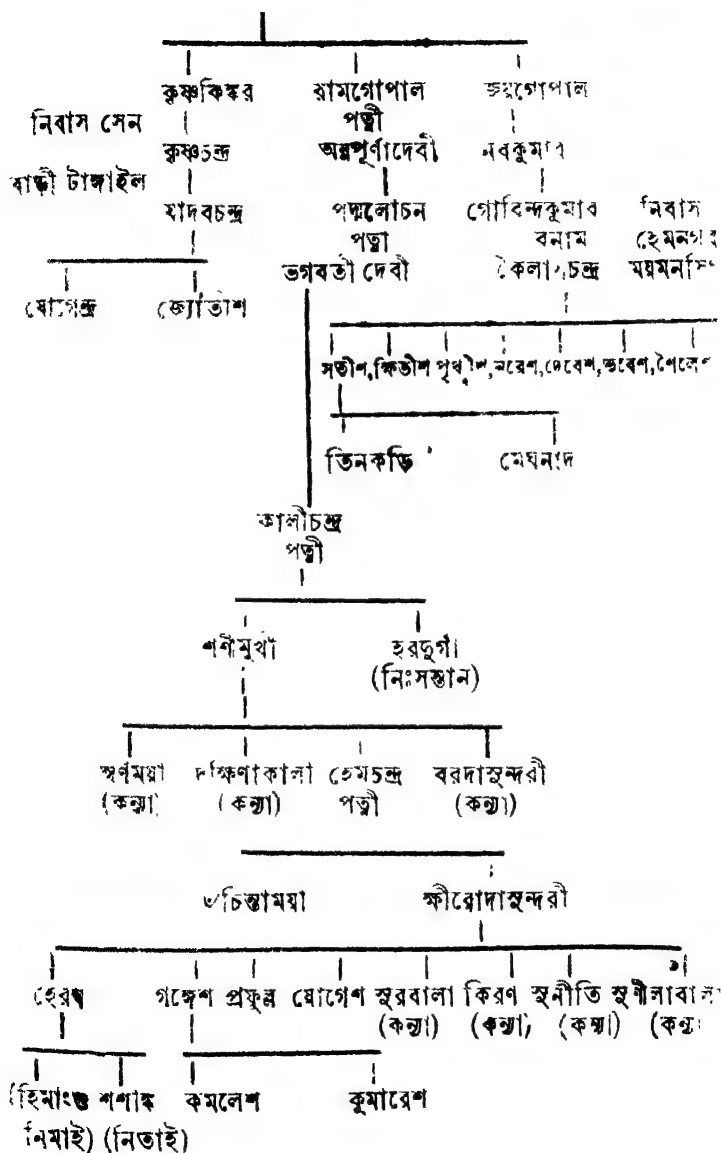 কৃষ্ণকিঙ্কর রামগোপাল জয়গোপাল
পত্নী
নিবাস সেন
কৃষ্ণচন্দ্র অন্নপূর্ণাদেবী নবকুমার
বাড়ী টাঙ্গাইল
যাদবচন্দ্র পদ্মলোচন গোবিন্দকুমার নিবাস
পত্নী বনাম হেমনগর
ভগবতী দেবী কৈলাসচন্দ্র ময়মনসিং
যোগেন্দ্র জ্যোতীশ
সতীশ, ক্ষিতীশ পৃথ্বীশ, নরেশ, দেবেশ, ভবেশ, শৈলেশ
তিনকড়ি মেঘনাদ
কালীচন্দ্র
পত্নী
শশীমুখী হরদুর্গা
(নিঃসন্তান)
স্বর্ণময়ী দক্ষিণাকালী হেমচন্দ্র বরদাসুন্দরী
(কন্যা) (কন্যা) পত্নী (কন্যা)
৺চিন্তাময়ী ক্ষীরোদাসুন্দরী
হেরম্ব গঙ্গেশ প্রফুল্ল যোগেশ সুরবালা কিরণ সুনীতি সুশীলাবালা
(কন্যা) (কন্যা) (কন্যা) (কন্যা
(হিমাংশু শশাঙ্ক কমলেশ কুমারেশ
নিমাই) (নিতাই)